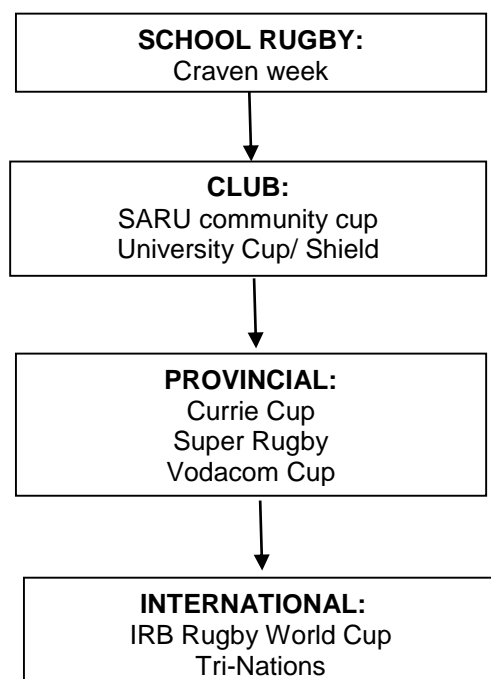 SCHOOL RUGBY:
Craven week
CLUB:
SARU community cup
University Cup/ Shield
PROVINCIAL:
Currie Cup
Super Rugby
Vodacom Cup
INTERNATIONAL:
IRB Rugby World Cup
Tri-Nations